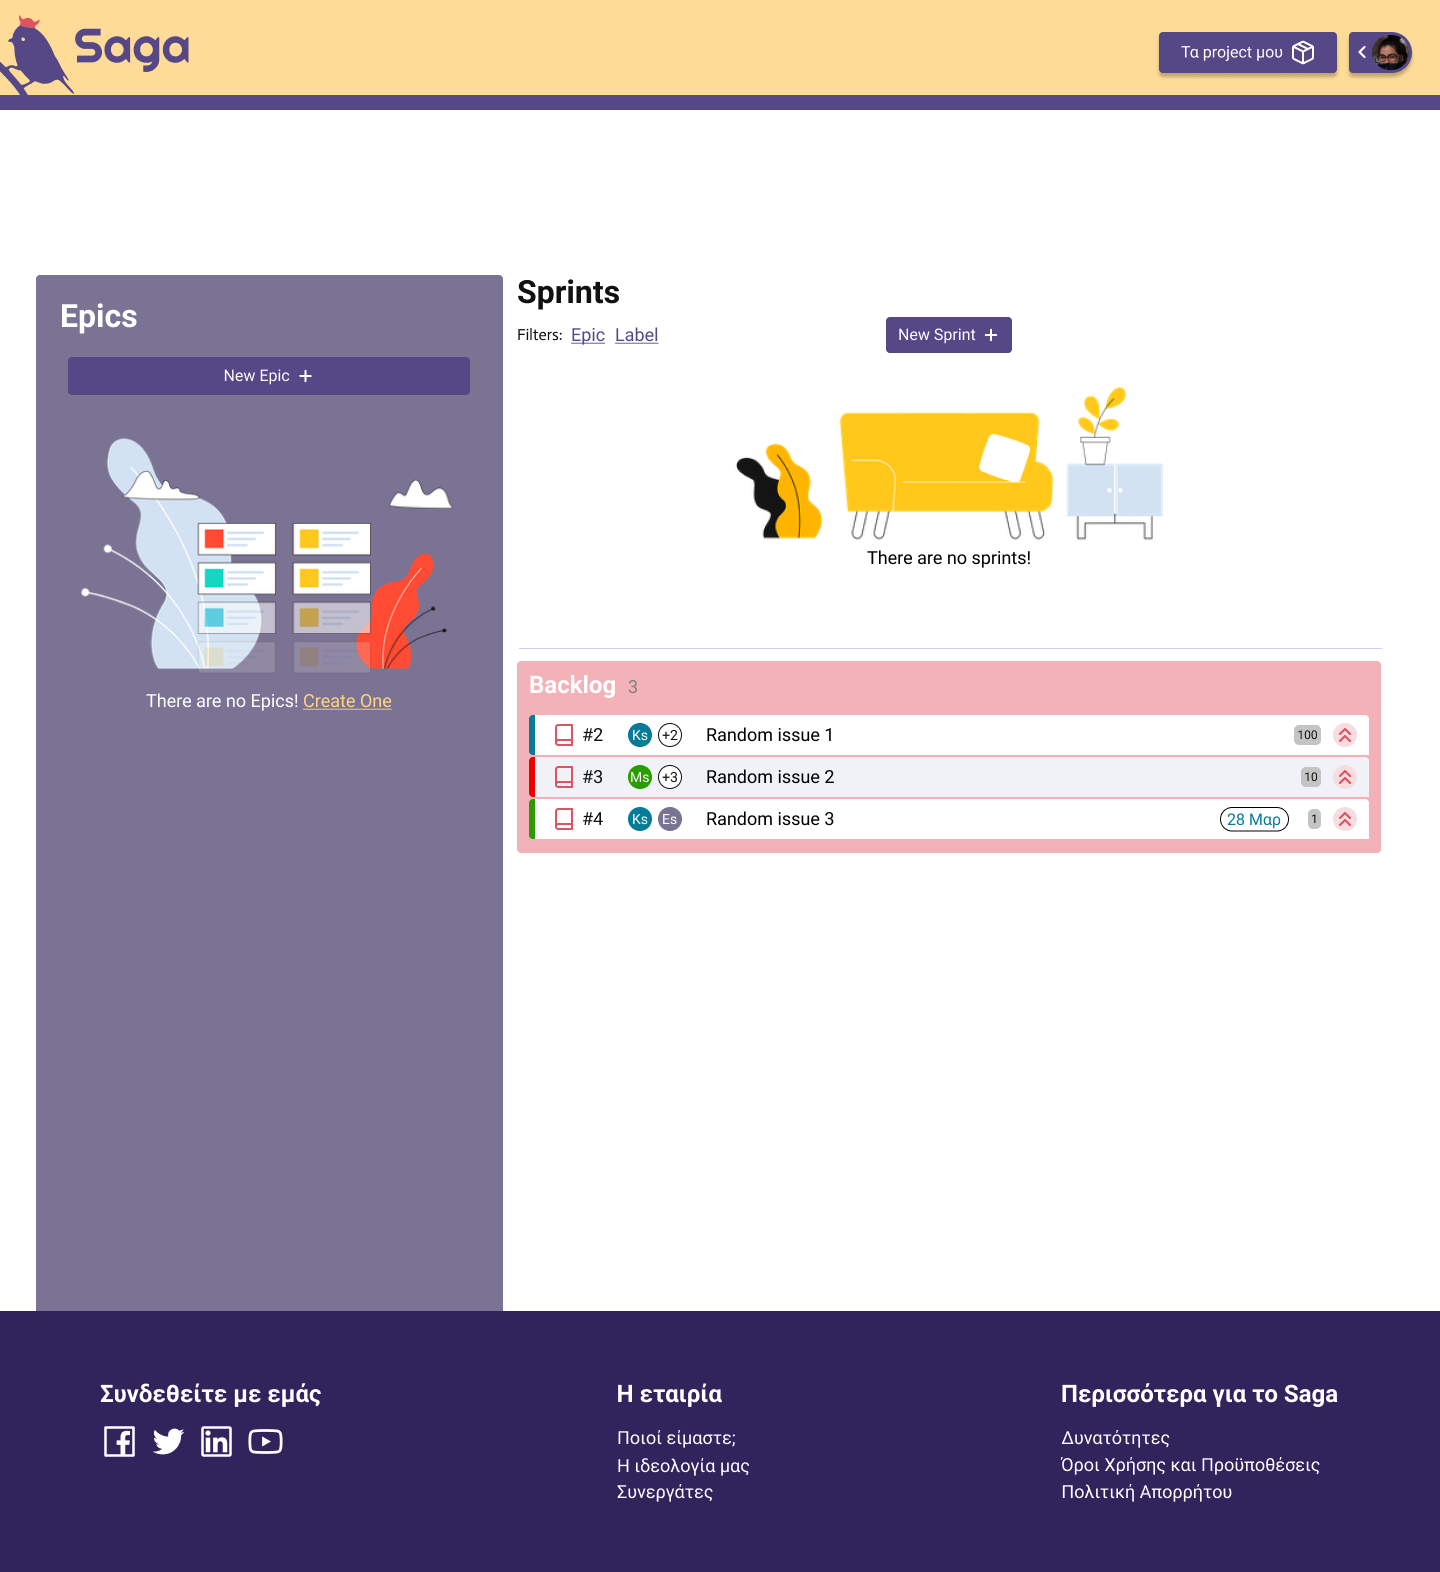 Saga
Τα project μου
Epics
New Epic +
There are no Epics! Create One
Sprints
Filters: Epic Label
New Sprint +
There are no sprints!
Backlog 3
#2 Ks +2 Random issue 1 100
#3 Ms +3 Random issue 2 10
#4 Ks Es Random issue 3 28 Μαρ 1
Συνδεθείτε με εμάς
Η εταιρία
Ποιοί είμαστε;
Η ιδεολογία μας
Συνεργάτες
Περισσότερα για το Saga
Δυνατότητες
Όροι Χρήσης και Προϋποθέσεις
Πολιτική Απορρήτου